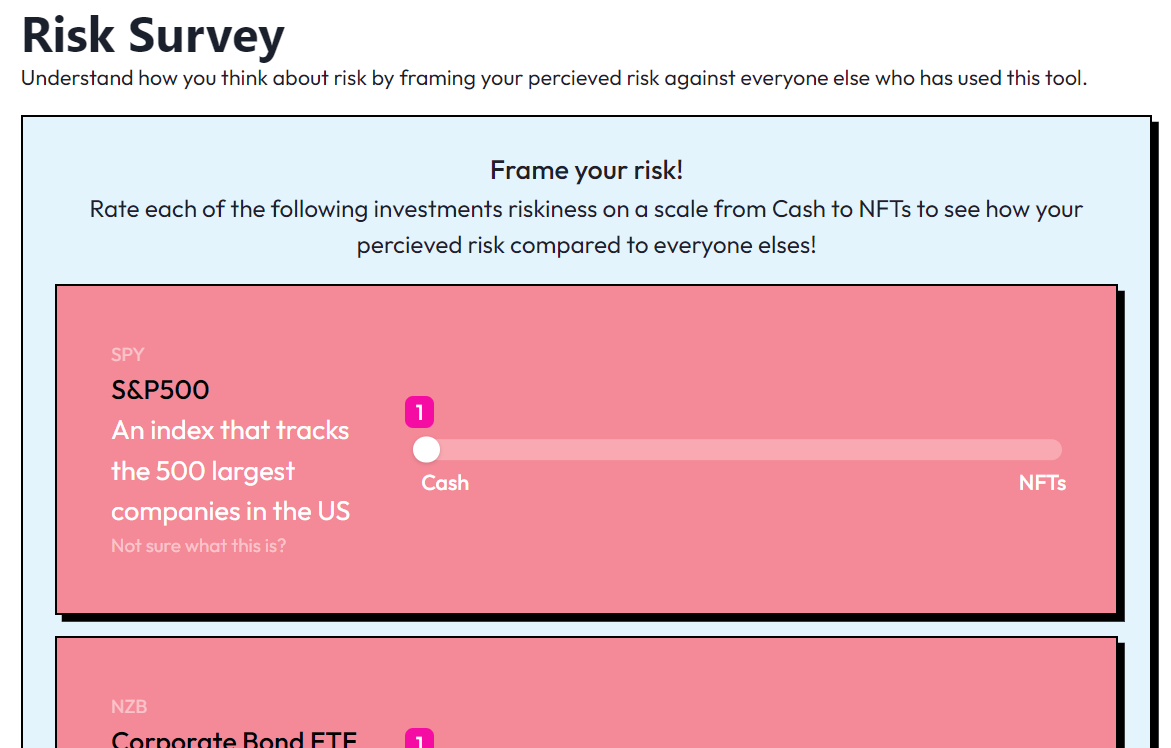 Risk Survey
Understand how you think about risk by framing your percieved risk against everyone else who has used this tool.
Frame your risk!
Rate each of the following investments riskiness on a scale from Cash to NFTs to see how your
percieved risk compared to everyone elses!
SPY
S&P500
An index that tracks
the 500 largest
companies in the US
Not sure what this is?
1
Cash
NFTs
NZB
Corporate Bond ETF
1